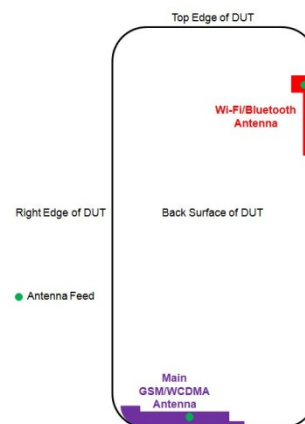 Top Edge of DUT
Wi-Fi/Bluetooth
Antenna
Right Edge of DUT
Back Surface of DUT
Antenna Feed
Main
GSM/WCDMA
Antenna